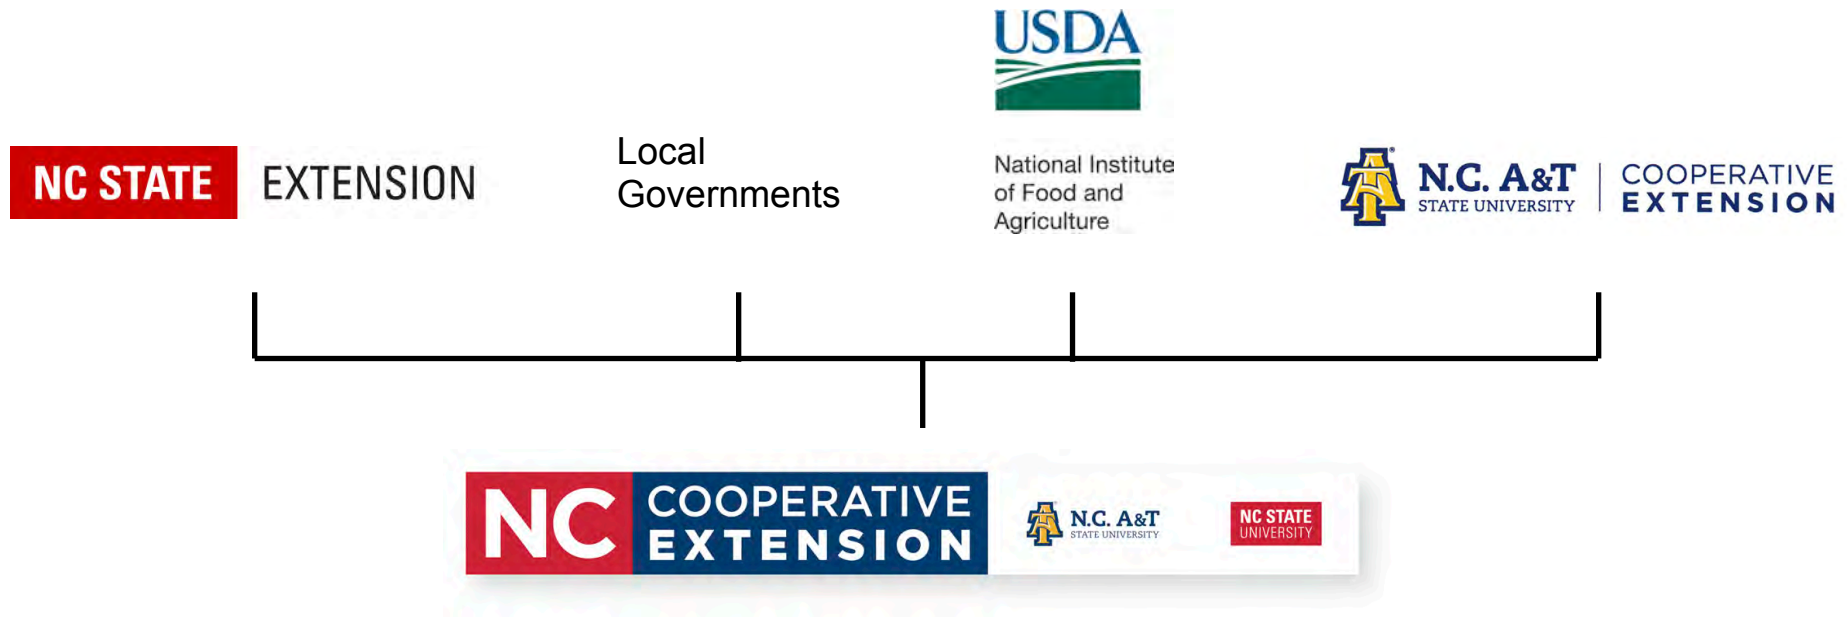 NC STATE EXTENSION
Local
Governments
USDA
National Institute
of Food and
Agriculture
N.C. A&T
STATE UNIVERSITY
COOPERATIVE
EXTENSION
NC
COOPERATIVE
EXTENSION
N.C. A&T
STATE UNIVERSITY
NC STATE
UNIVERSITY